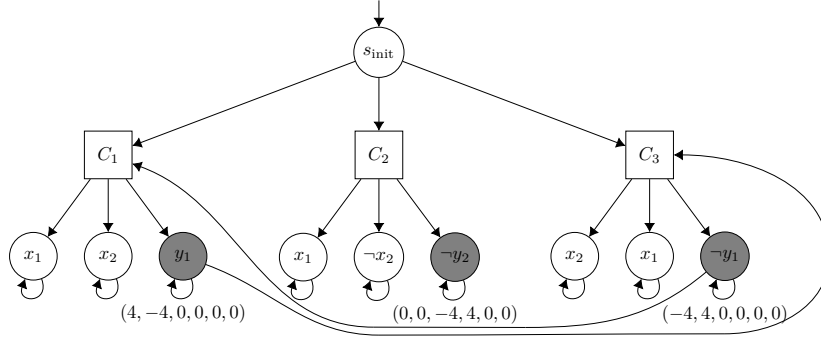 s_init
C_1 C_2 C_3
x_1 x_2 y_1 x_1 ¬x_2 ¬y_2 x_2 x_1 ¬y_1
(4, −4, 0, 0, 0, 0) (0, 0, −4, 4, 0, 0) (−4, 4, 0, 0, 0, 0)